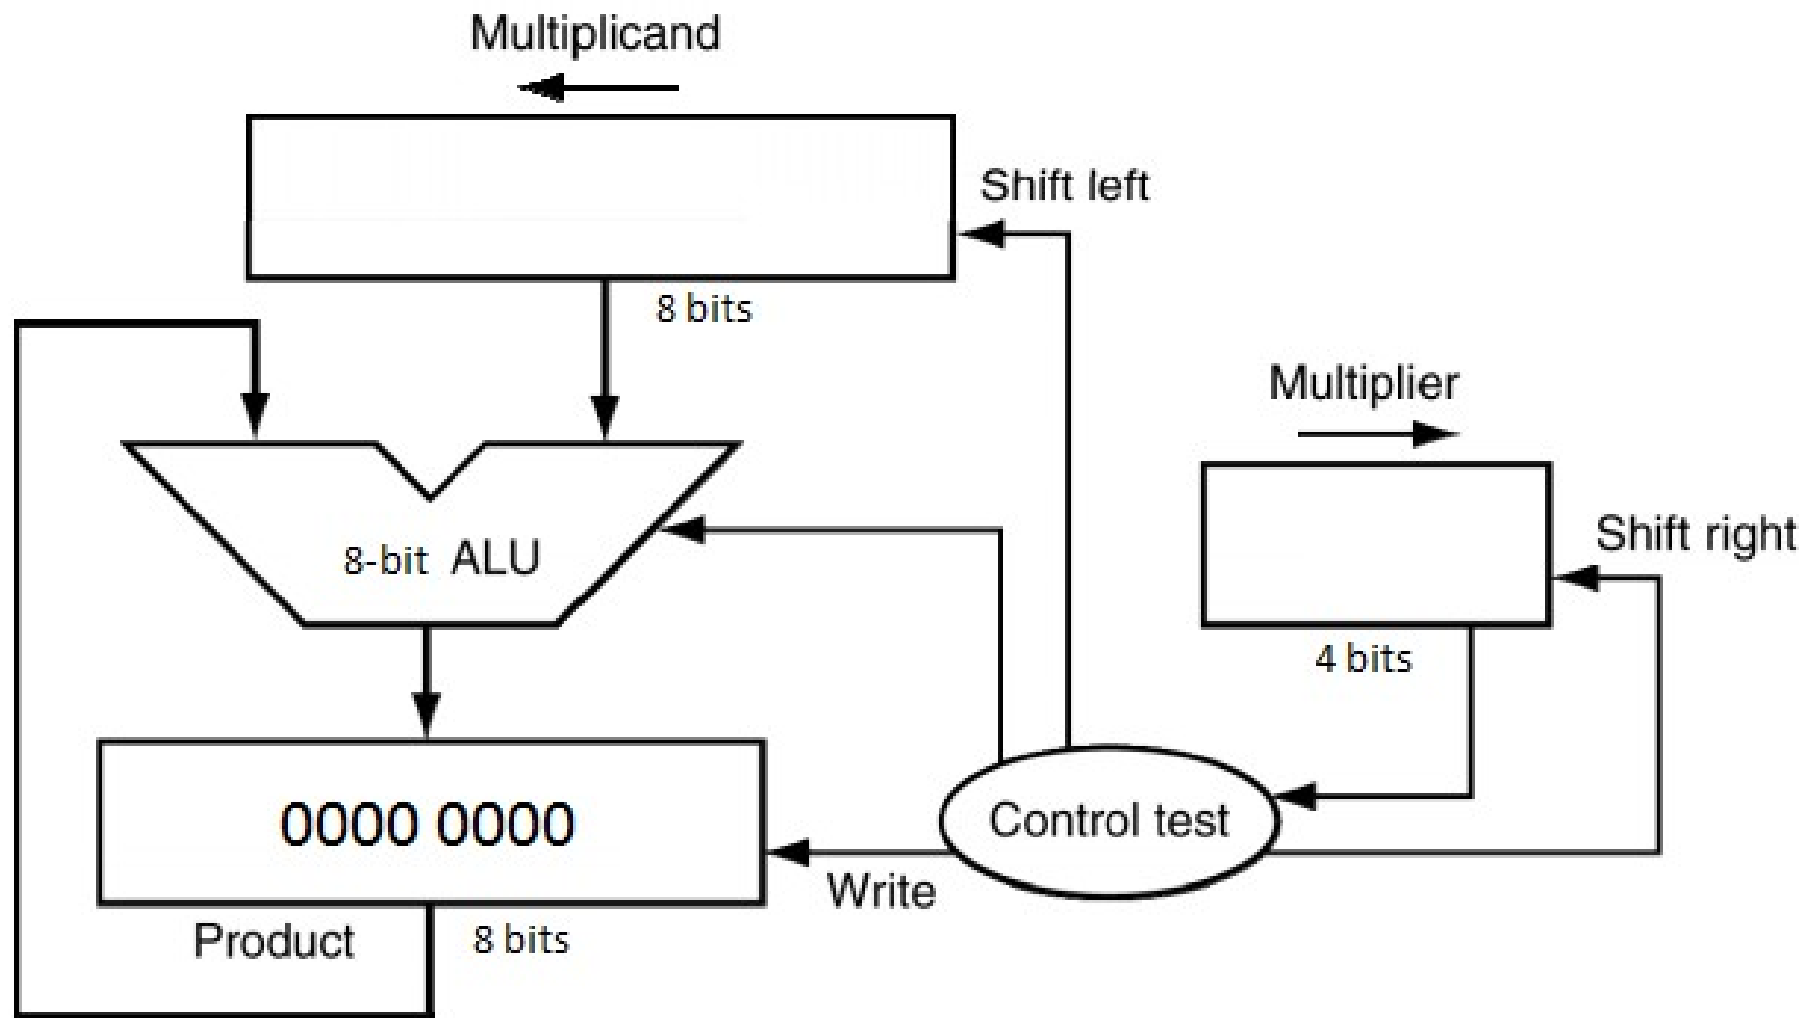 Multiplicand
Shift left
8 bits
Multiplier
Shift right
8-bit ALU
4 bits
0000 0000
Control test
Write
Product
8 bits